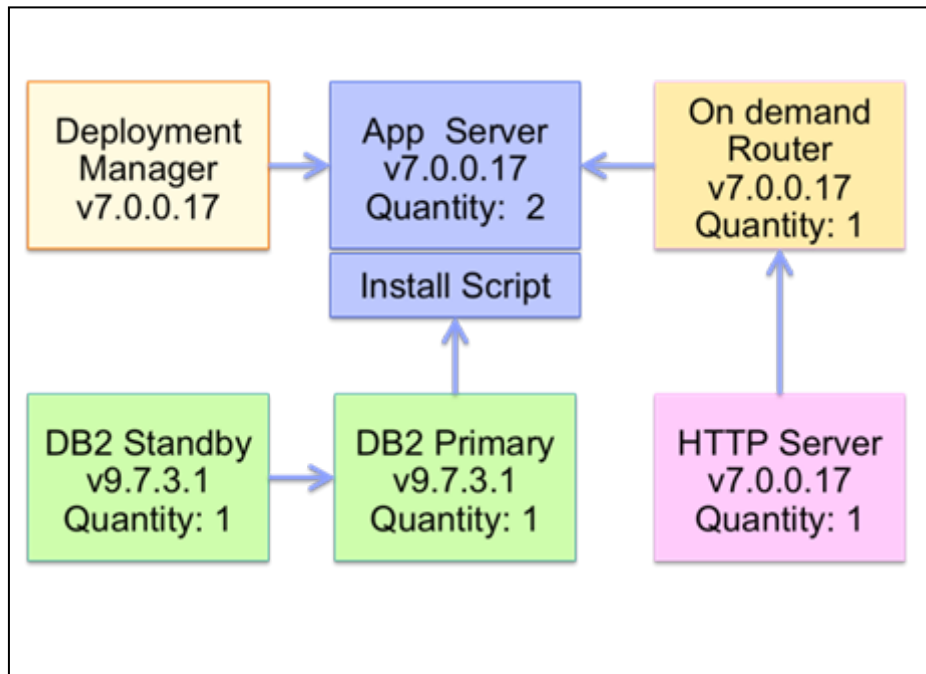 Deployment
Manager
v7.0.0.17
App Server
v7.0.0.17
Quantity: 2
Install Script
On demand
Router
v7.0.0.17
Quantity: 1
DB2 Standby
v9.7.3.1
Quantity: 1
DB2 Primary
v9.7.3.1
Quantity: 1
HTTP Server
v7.0.0.17
Quantity: 1